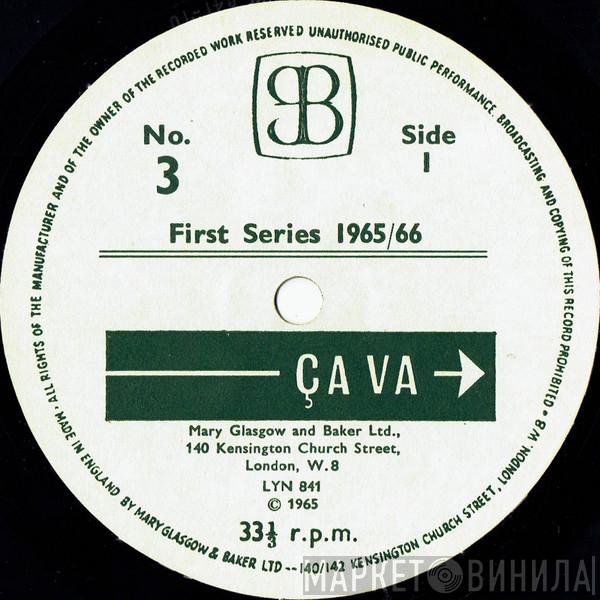 ALL RIGHTS OF THE MANUFACTURER AND OF THE OWNER OF THE RECORDED WORK RESERVED UNAUTHORISED PUBLIC PERFORMANCE, BROADCASTING AND COPYING OF THIS RECORD PROHIBITED •
No.
3
Side
1
First Series 1965/66
ÇA VA
Mary Glasgow and Baker Ltd.,
140 Kensington Church Street,
London, W.8
LYN 841
© 1965
33⅓ r.p.m.
MADE IN ENGLAND BY MARY GLASGOW & BAKER LTD -- 140/142 KENSINGTON CHURCH STREET, LONDON. W.8 •
МАРКЕТ ВИНИЛА